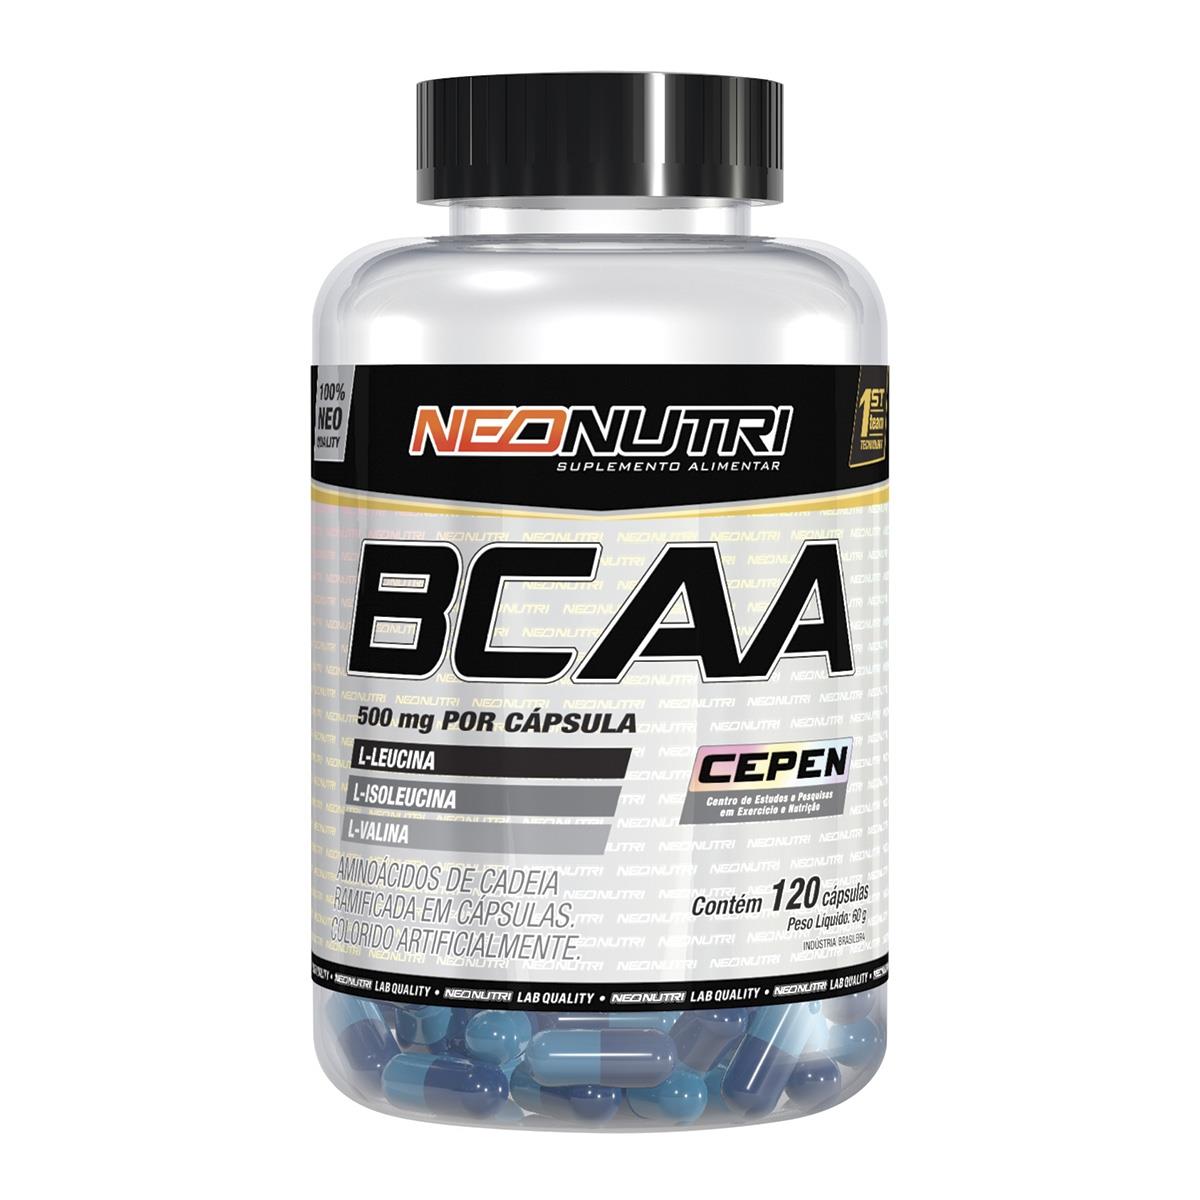 100%
NEO
QUALITY
NEONUTRI
SUPLEMENTO ALIMENTAR
1ST
team
BCAA
500 mg POR CÁPSULA
L-LEUCINA
L-ISOLEUCINA
L-VALINA
CEPEN
Centro de Estudos e Pesquisas
em Exercício e Nutrição
AMINOÁCIDOS DE CADEIA
RAMIFICADA EM CÁPSULAS.
COLORIDO ARTIFICIALMENTE.
Contém 120 cápsulas
Peso Líquido: 60 g
INDÚSTRIA BRASILEIRA
QUALITY • NEONUTRI LAB QUALITY • NEONUTRI LAB QUALITY • NEONUTRI LAB QUALITY • NEONUTRI LAB QUALITY •